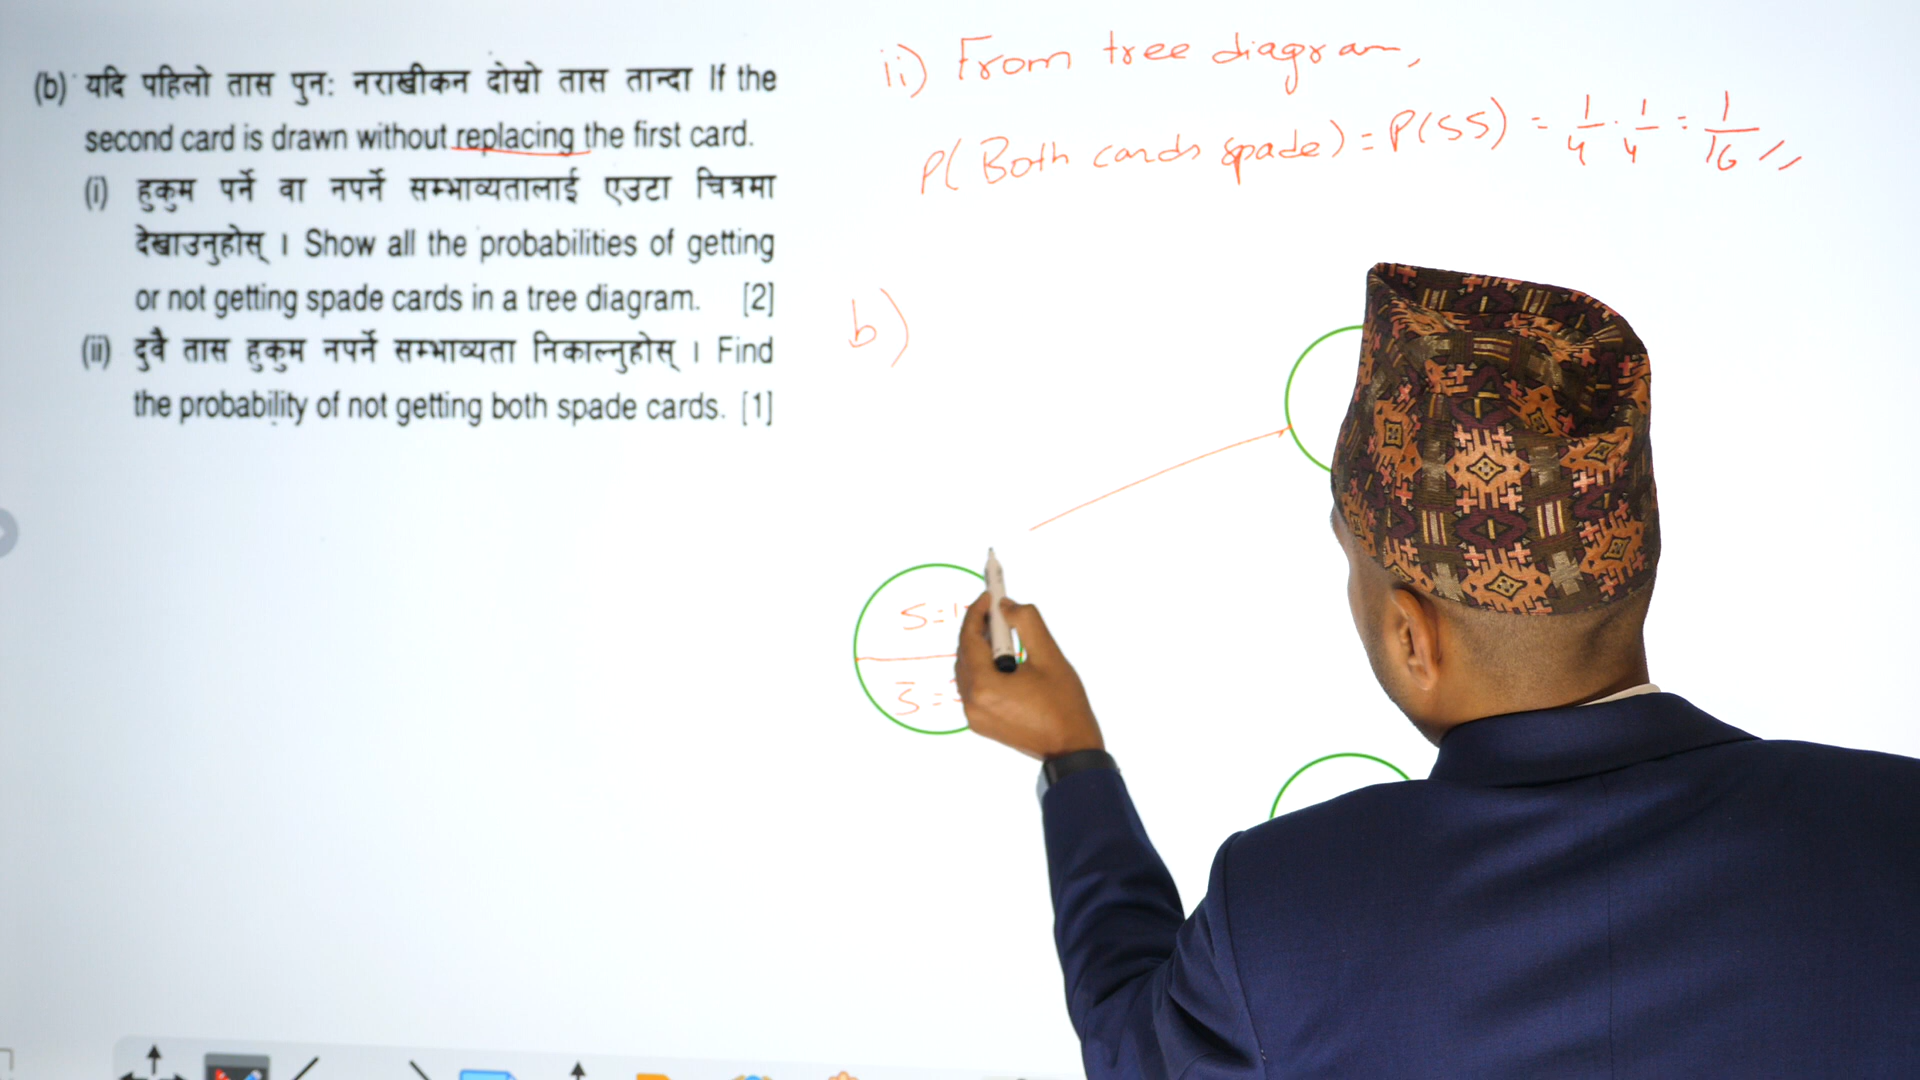 (b) यदि पहिलो तास पुनः नराखीकन दोस्रो तास तान्दा If the
second card is drawn without replacing the first card.
(i) हुकुम पर्ने वा नपर्ने सम्भाव्यतालाई एउटा चित्रमा
देखाउनुहोस् । Show all the probabilities of getting
or not getting spade cards in a tree diagram. [2]
(ii) दुवै तास हुकुम नपर्ने सम्भाव्यता निकाल्नुहोस् । Find
the probability of not getting both spade cards. [1]
ii) From tree diagram,
P(Both cards spade) = P(SS) = 1/4 · 1/4 = 1/16 //
b)
S=1
S̅ =